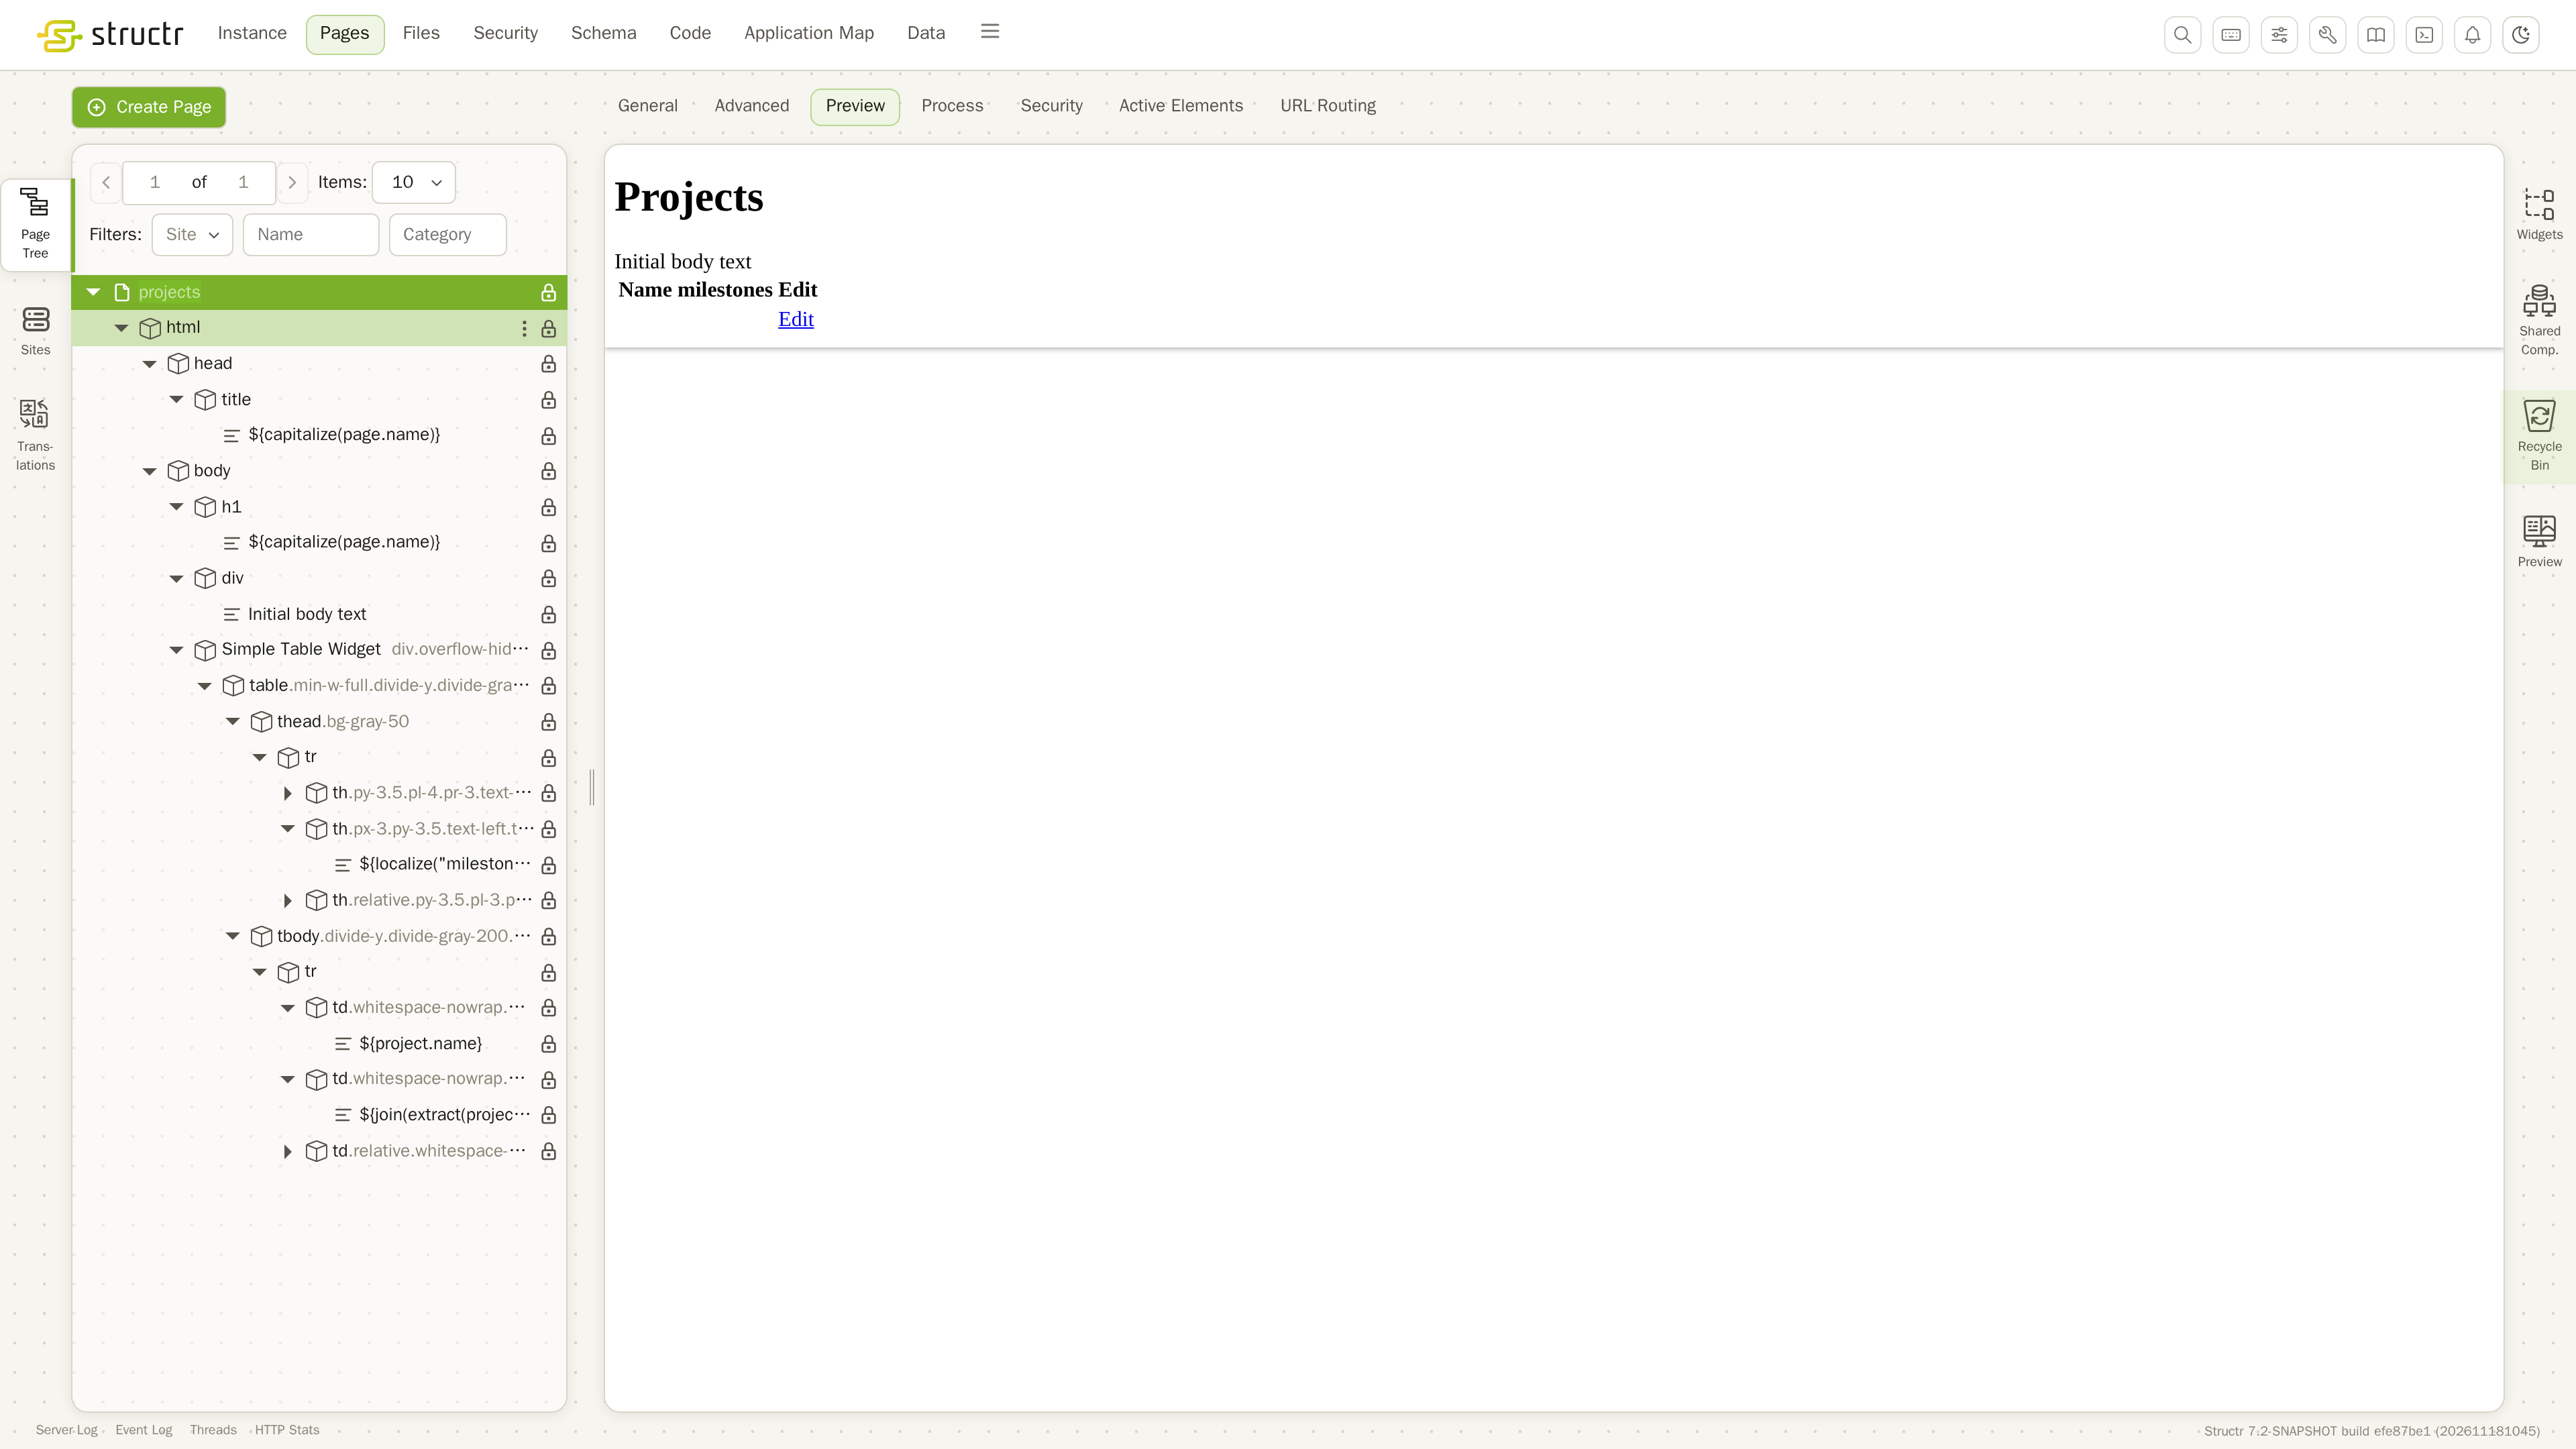 structr Instance Pages Files Security Schema Code Application Map Data
Create Page
General Advanced Preview Process Security Active Elements URL Routing
1 of 1 Items: 10
Filters: Site Name Category
Page
Tree
Sites
Trans-
lations
projects
html
head
title
${capitalize(page.name)}
body
h1
${capitalize(page.name)}
div
Initial body text
Simple Table Widget div.overflow-hid···
table.min-w-full.divide-y.divide-gra···
thead.bg-gray-50
tr
th.py-3.5.pl-4.pr-3.text-···
th.px-3.py-3.5.text-left.t···
${localize("mileston···
th.relative.py-3.5.pl-3.p···
tbody.divide-y.divide-gray-200.···
tr
td.whitespace-nowrap.···
${project.name}
td.whitespace-nowrap.···
${join(extract(projec···
td.relative.whitespace-···
Projects
Initial body text
Name milestones Edit
Edit
Widgets
Shared
Comp.
Recycle
Bin
Preview
Server Log Event Log Threads HTTP Stats
Structr 7.2-SNAPSHOT build efe87be1 (202611181045)